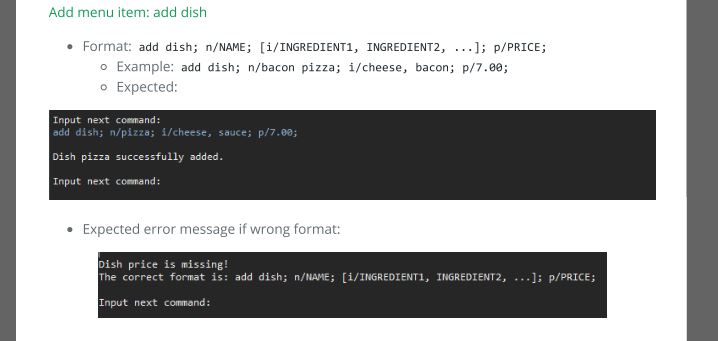 Add menu item: add dish
Format: add dish; n/NAME; [i/INGREDIENT1, INGREDIENT2, ...]; p/PRICE;
Example: add dish; n/bacon pizza; i/cheese, bacon; p/7.00;
Expected:
Input next command:
add dish; n/pizza; i/cheese, sauce; p/7.00;
Dish pizza successfully added.
Input next command:
Expected error message if wrong format:
Dish price is missing!
The correct format is: add dish; n/NAME; [i/INGREDIENT1, INGREDIENT2, ...]; p/PRICE;
Input next command: